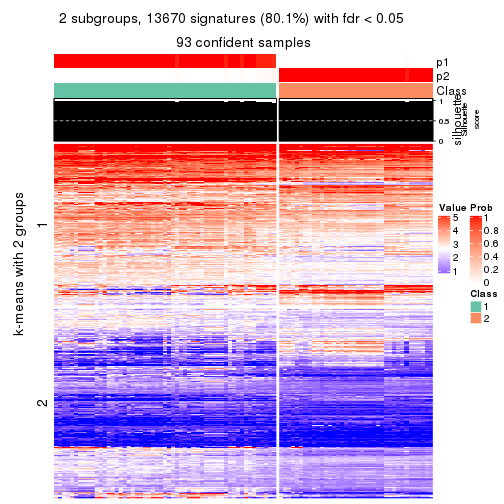 2 subgroups, 13670 signatures (80.1%) with fdr < 0.05
93 confident samples
p1
p2
Class
1
0.5
0
silhouette
Silhouette
score
k-means with 2 groups
1
2
Value
5
4
3
2
1
Prob
1
0.8
0.6
0.4
0.2
0
Class
1
2